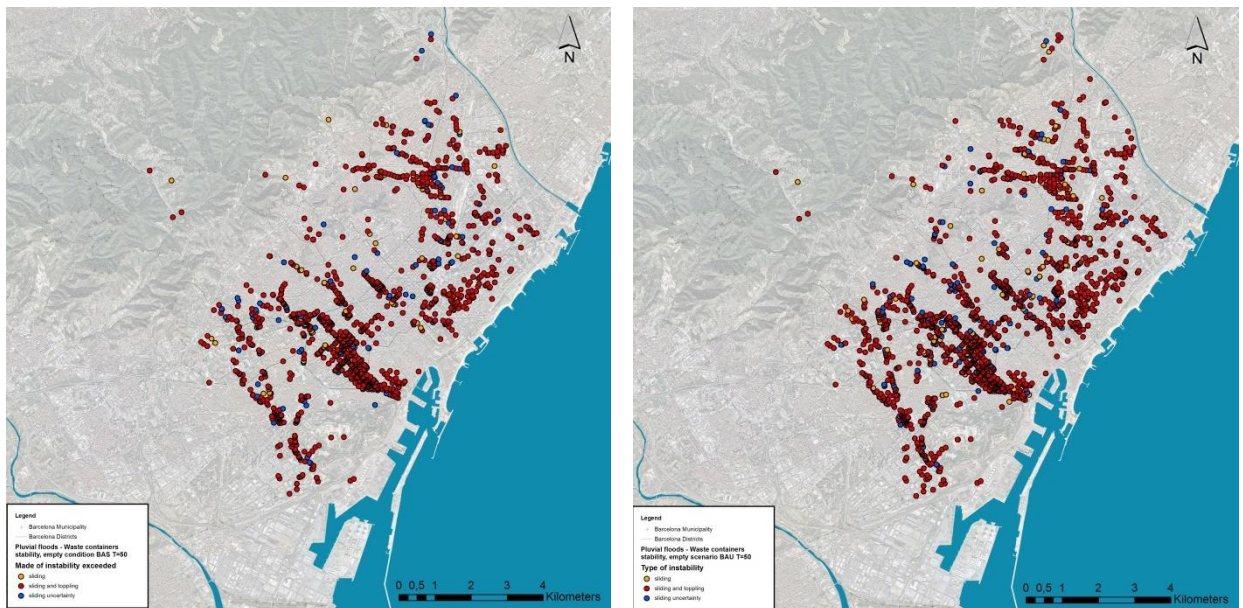 N
Legend
Barcelona Municipality
Barcelona Districts
Pluvial floods - Waste containers
stability, empty condition BAS T=50
Made of instability exceeded
sliding
sliding and toppling
sliding uncertainty
0 0,5 1 2 3 4
Kilometers
N
Legend
Barcelona Municipality
Barcelona Districts
Pluvial floods - Waste containers
stability, empty scenario BAU T=50
Type of instability
sliding
sliding and toppling
sliding uncertainty
0 0,5 1 2 3 4
Kilometers